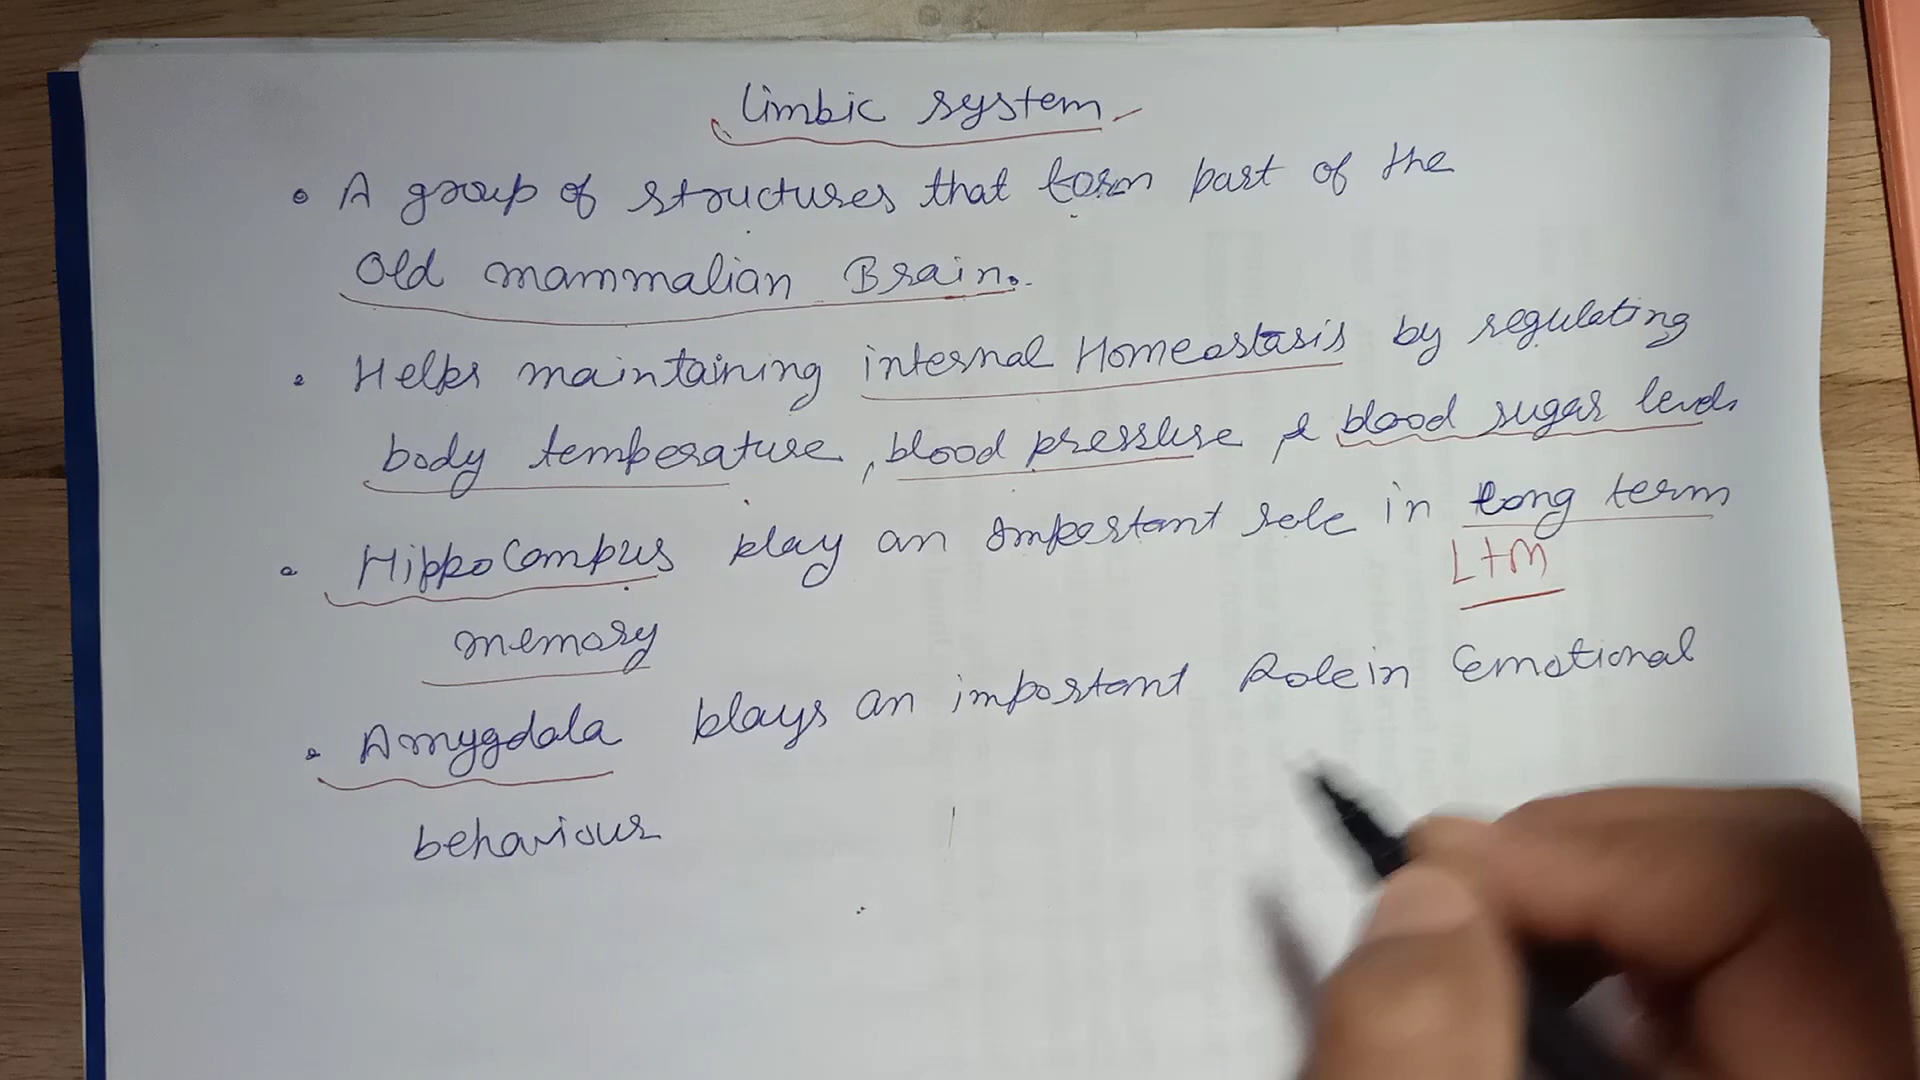 Limbic system
• A group of structures that form part of the
Old mammalian Brain.
• Helps maintaining internal Homeostasis by regulating
body temperature, blood pressure & blood sugar levels
• Hippocampus play an important role in long term
LTM
memory
• Amygdala plays an important Role in Emotional
behaviour